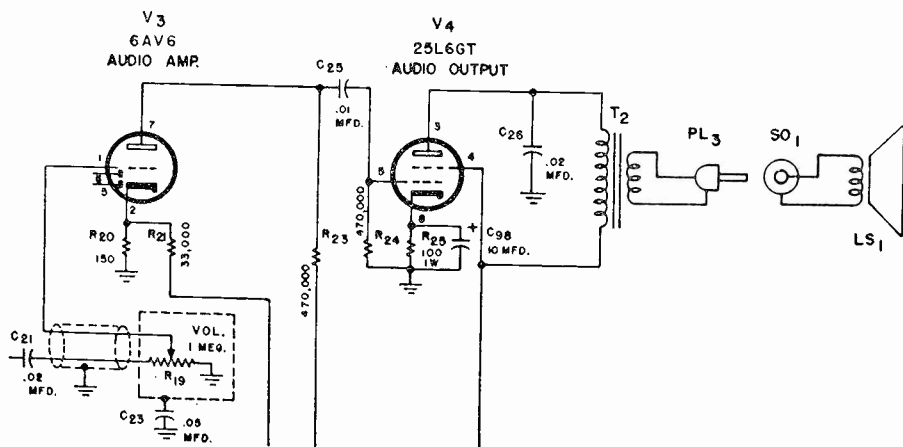 V3
6AV6
AUDIO AMP.
7
1
6
5
2
R20
150
R21
33,000
C21
.02
MFD.
VOL.
1 MEG.
R19
C23
.05
MFD.
C25
.01
MFD.
R23
470,000
V4
25L6GT
AUDIO OUTPUT
3
4
5
8
470,000
R24
R25
100
1W
+
C98
10 MFD.
C26
.02
MFD.
T2
PL3
SO1
LS1